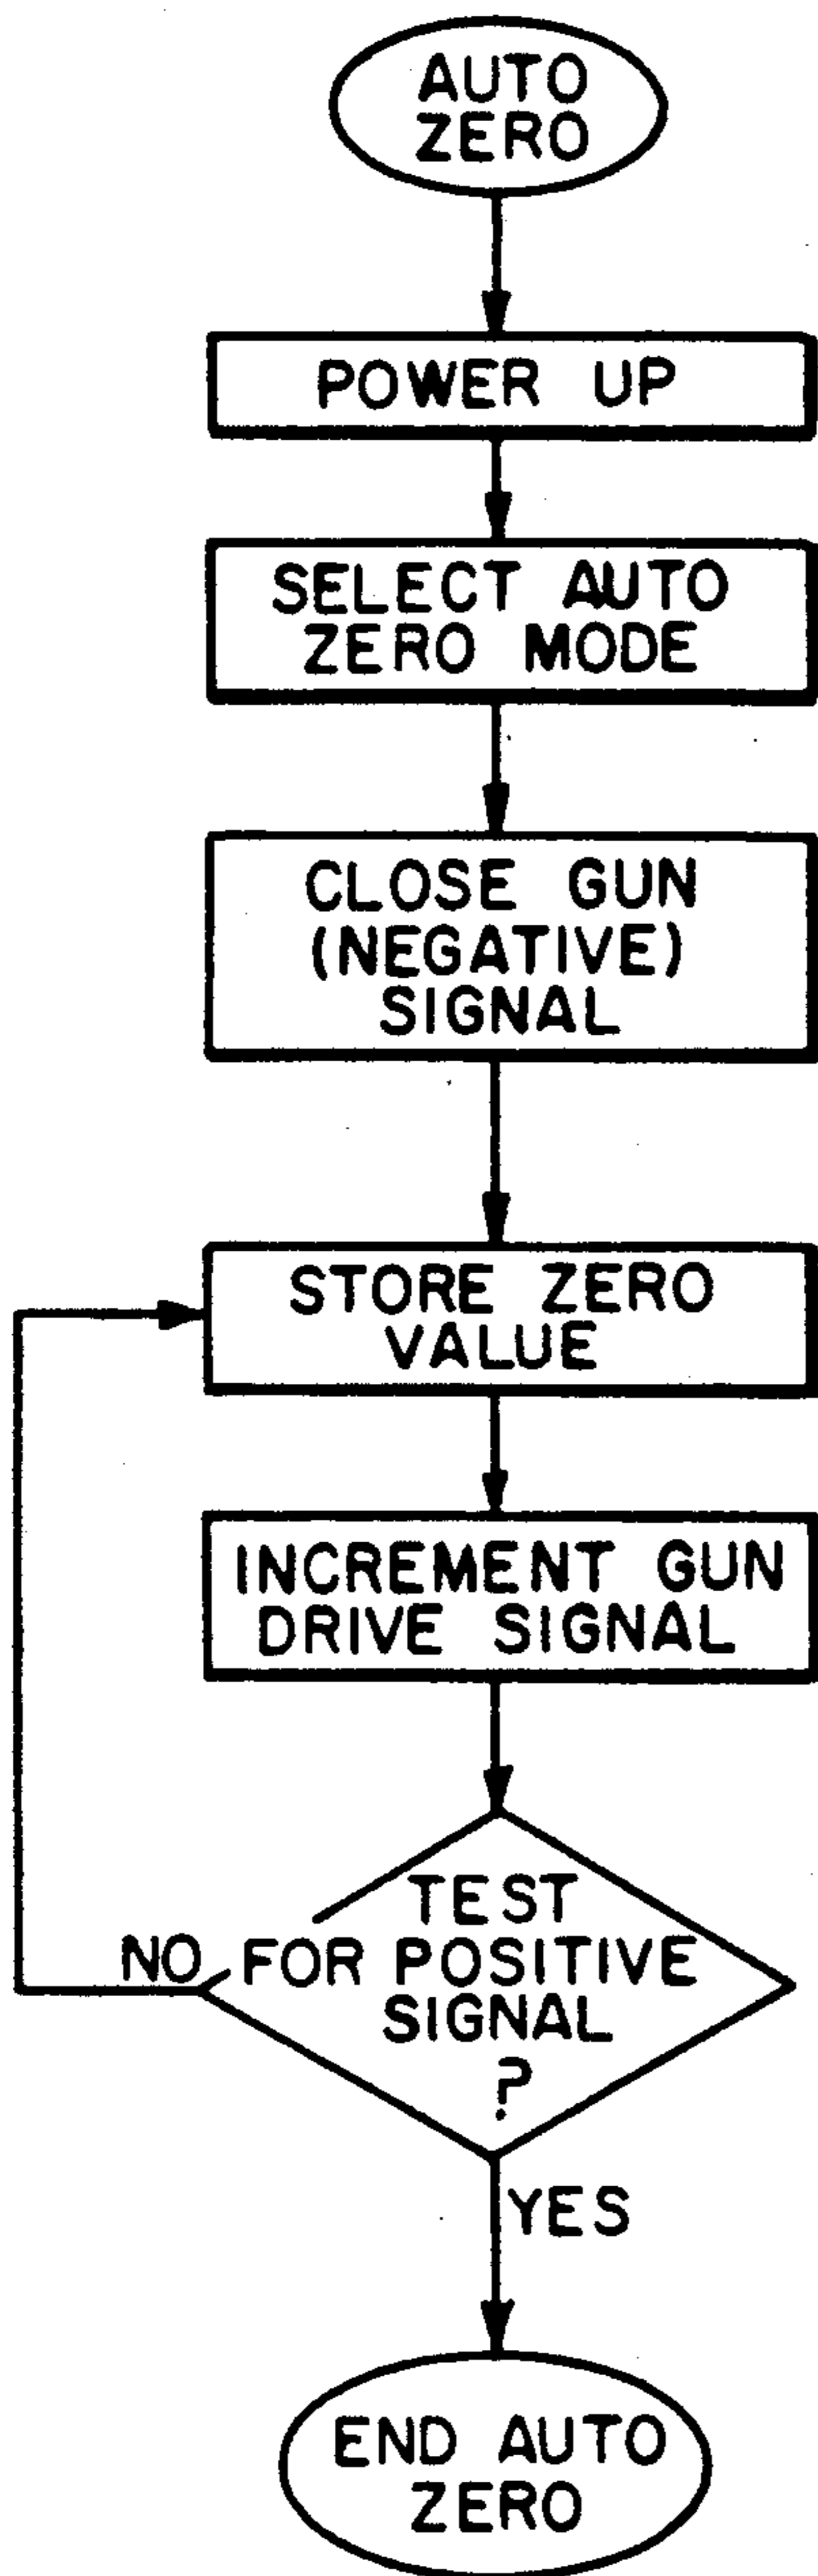 AUTO
ZERO
POWER UP
SELECT AUTO
ZERO MODE
CLOSE GUN
(NEGATIVE)
SIGNAL
STORE ZERO
VALUE
INCREMENT GUN
DRIVE SIGNAL
TEST
NO FOR POSITIVE
SIGNAL
?
YES
END AUTO
ZERO